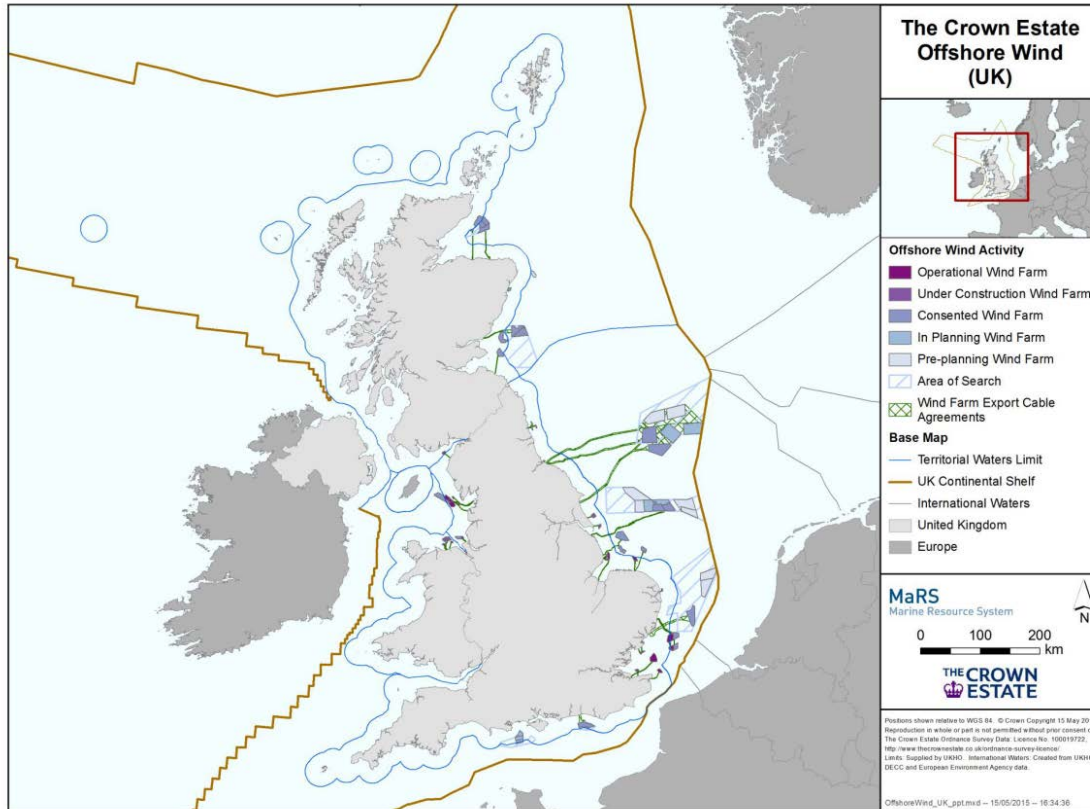 The Crown Estate
Offshore Wind
(UK)
Offshore Wind Activity
Operational Wind Farm
Under Construction Wind Farm
Consented Wind Farm
In Planning Wind Farm
Pre-planning Wind Farm
Area of Search
Wind Farm Export Cable
Agreements
Base Map
Territorial Waters Limit
UK Continental Shelf
International Waters
United Kingdom
Europe
MaRS
Marine Resource System
N
0 100 200
km
THE CROWN
ESTATE
Positions shown relative to WGS 84. © Crown Copyright 15 May 201
Reproduction in whole or part is not permitted without prior consent o
The Crown Estate Ordnance Survey Data: Licence No. 100019722,
http://www.thecrownestate.co.uk/ordnance-survey-licence/
Limits: Supplied by UKHO. International Waters: Created from UKHO
DECC and European Environment Agency data.
OffshoreWind_UK_ppt.mxd -- 15/05/2015 -- 16:34:36